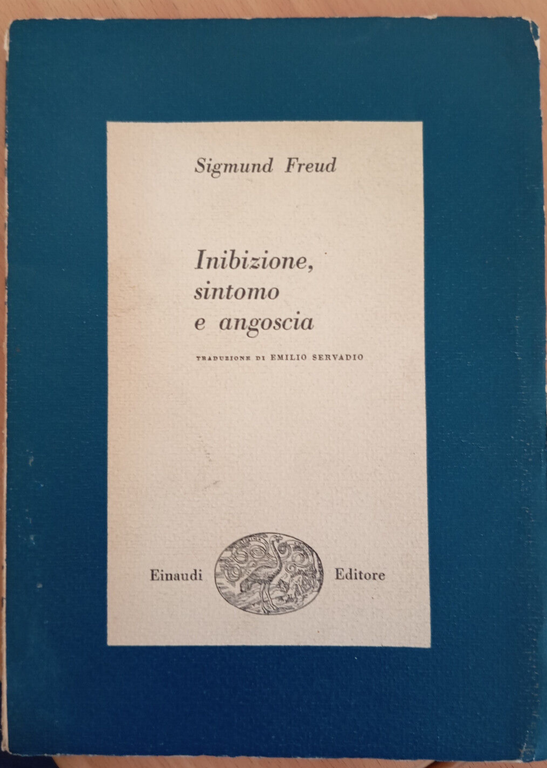 Sigmund Freud
Inibizione,
sintomo
e angoscia
TRADUZIONE DI EMILIO SERVADIO
Einaudi Editore